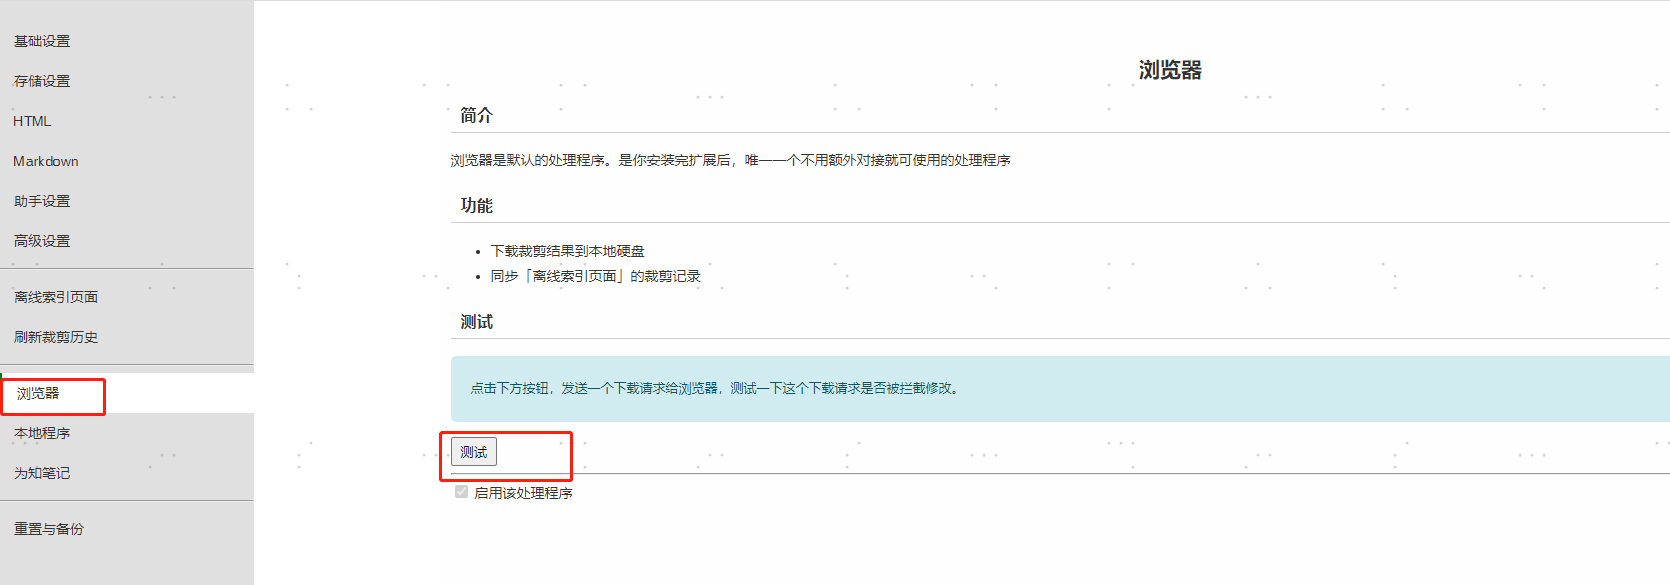 基础设置
存储设置
HTML
Markdown
助手设置
高级设置
离线索引页面
刷新裁剪历史
浏览器
本地程序
为知笔记
重置与备份
浏览器
简介
浏览器是默认的处理程序。是你安装完扩展后，唯一一个不用额外对接就可使用的处理程序
功能
• 下载裁剪结果到本地硬盘
• 同步「离线索引页面」的裁剪记录
测试
点击下方按钮，发送一个下载请求给浏览器，测试一下这个下载请求是否被拦截修改。
测试
启用该处理程序